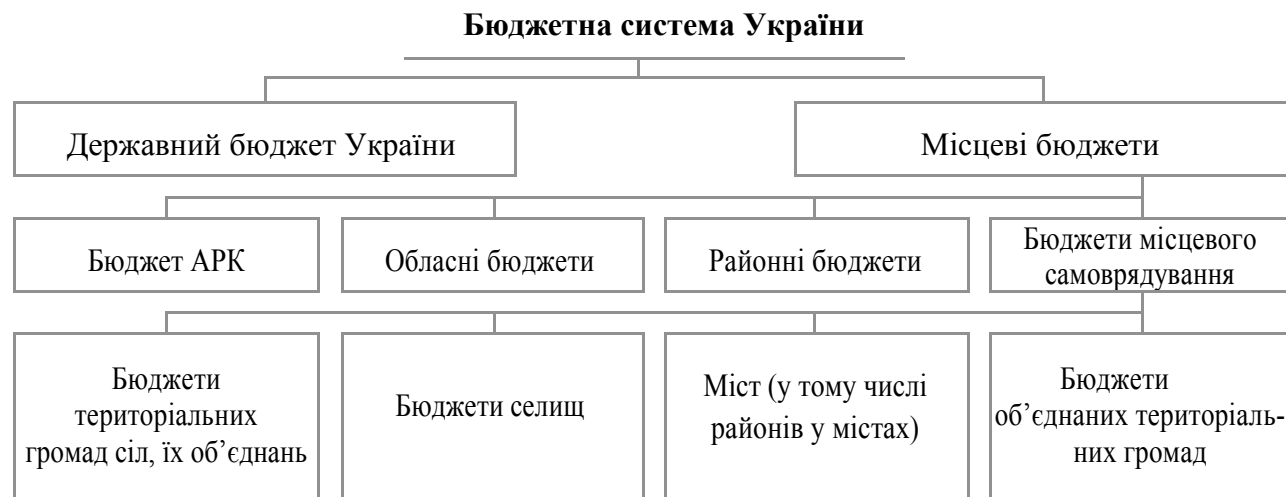 Бюджетна система України
Державний бюджет України
Місцеві бюджети
Бюджет АРК
Обласні бюджети
Районні бюджети
Бюджети місцевого
самоврядування
Бюджети
територіальних
громад сіл, їх об’єднань
Бюджети селищ
Міст (у тому числі
районів у містах)
Бюджети
об’єднаних територіаль-
них громад